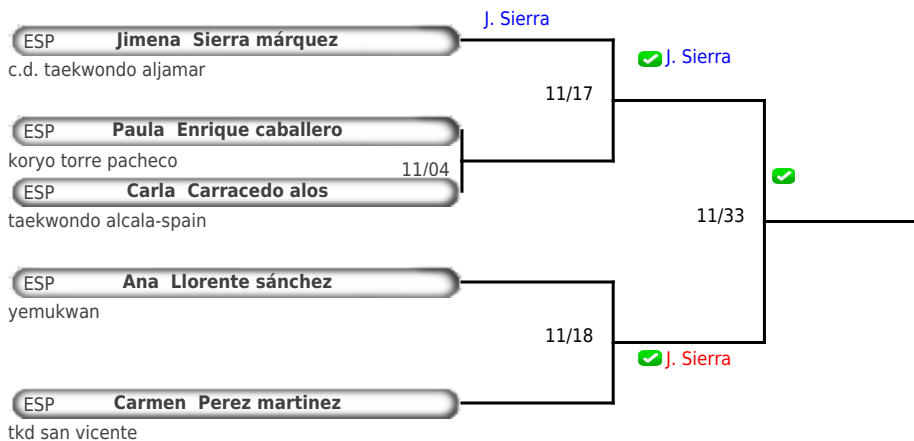 J. Sierra
ESP Jimena Sierra márquez
c.d. taekwondo aljamar
J. Sierra
11/17
ESP Paula Enrique caballero
koryo torre pacheco
11/04
ESP Carla Carracedo alos
taekwondo alcala-spain
11/33
ESP Ana Llorente sánchez
yemukwan
11/18
J. Sierra
ESP Carmen Perez martinez
tkd san vicente